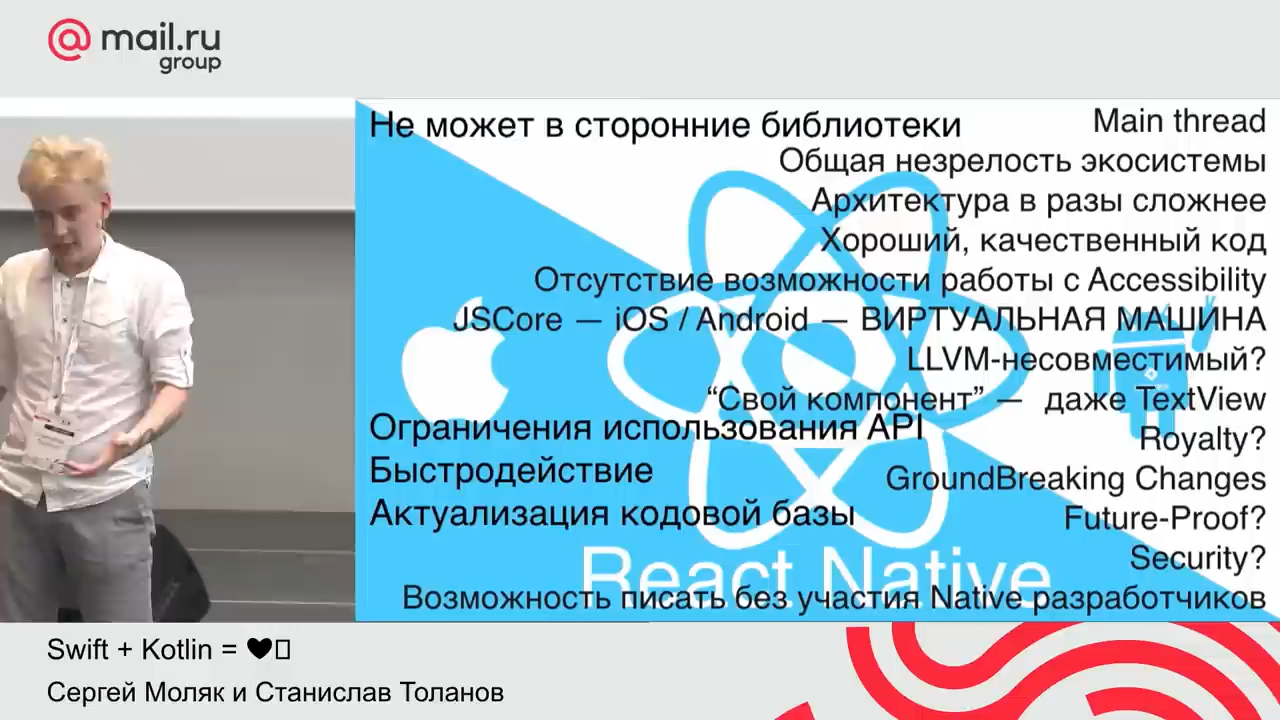 @mail.ru
group
Не может в сторонние библиотеки
Main thread
Общая незрелость экосистемы
Архитектура в разы сложнее
Хороший, качественный код
Отсутствие возможности работы с Accessibility
JSCore — iOS / Android — ВИРТУАЛЬНАЯ МАШИНА
LLVM-несовместимый?
“Свой компонент” — даже TextView
Ограничения использования API
Royalty?
Быстродействие
GroundBreaking Changes
Актуализация кодовой базы
Future-Proof?
Security?
React Native
Возможность писать без участия Native разработчиков
Swift + Kotlin = ❤
Сергей Моляк и Станислав Толанов